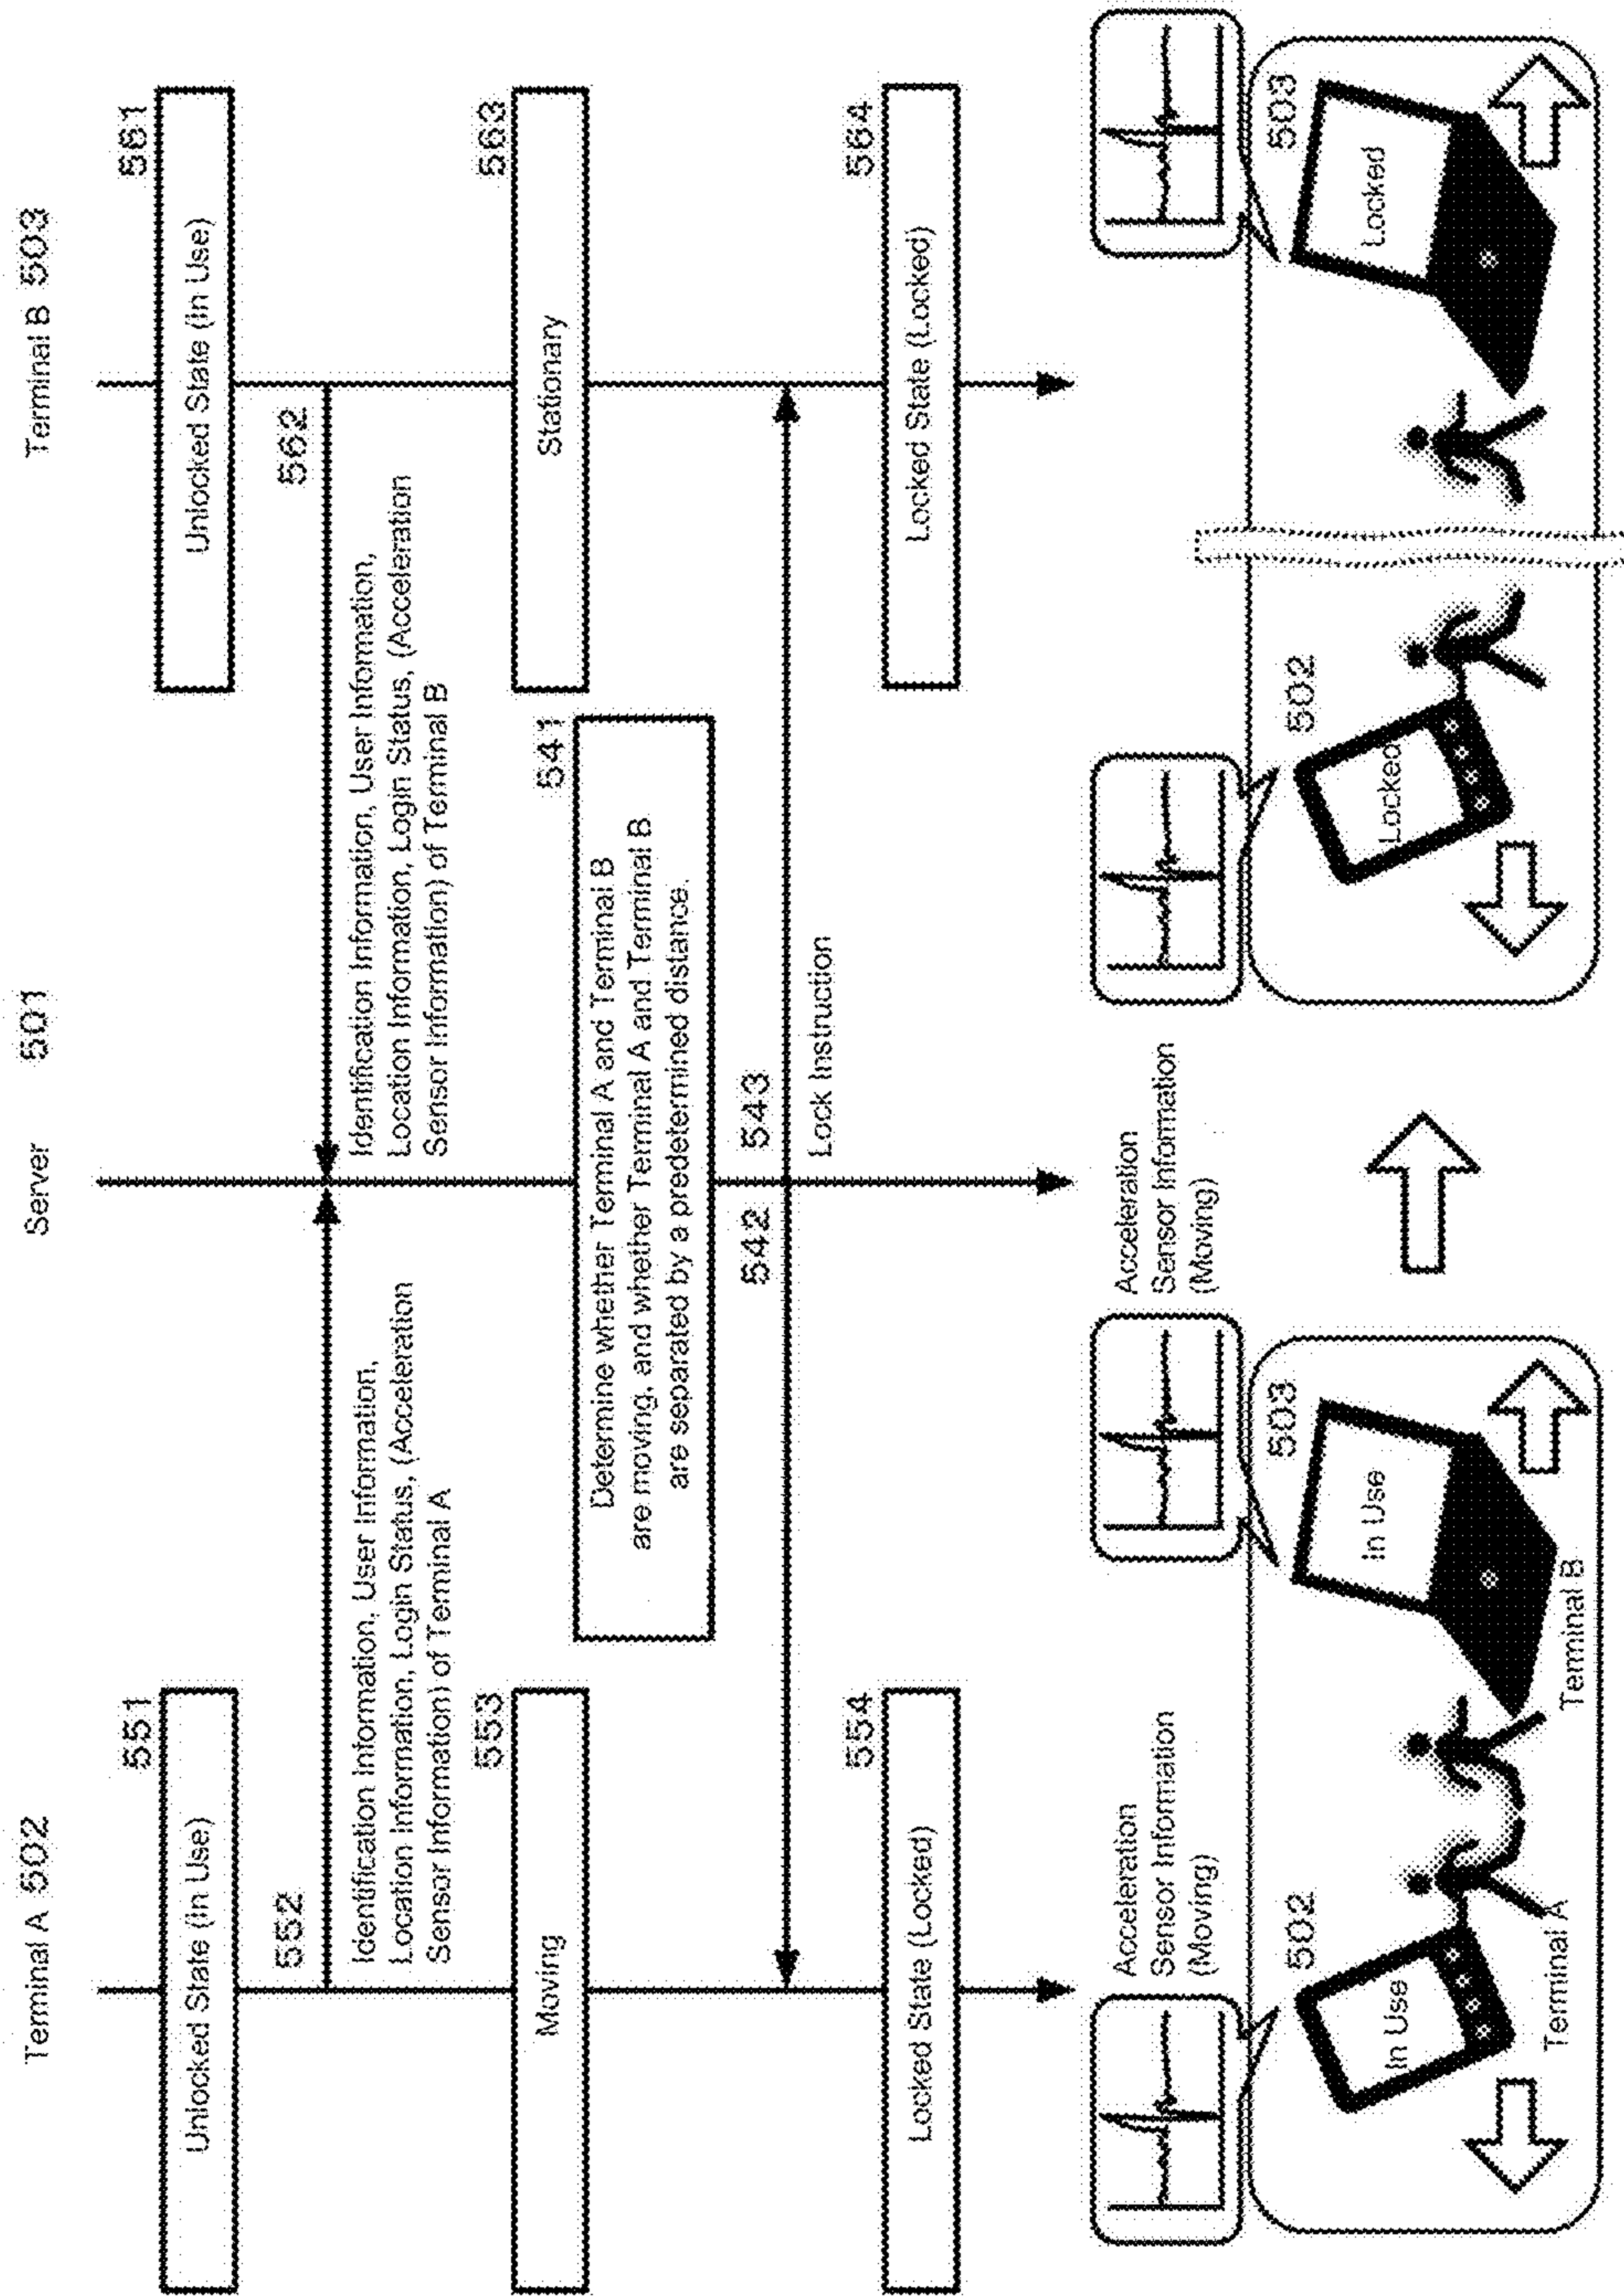 Terminal A 502
Server 501
Terminal B 503
551
Unlocked State (In Use)
561
Unlocked State (In Use)
552
562
Identification Information, User Information,
Location Information, Login Status, (Acceleration
Sensor Information) of Terminal A
Identification Information, User Information,
Location Information, Login Status, (Acceleration
Sensor Information) of Terminal B
553
Moving
541
Determine whether Terminal A and Terminal B
are moving, and whether Terminal A and Terminal B
are separated by a predetermined distance.
563
Stationary
542
543
Lock Instruction
554
Locked State (Locked)
564
Locked State (Locked)
Acceleration
Sensor Information
(Moving)
Acceleration
Sensor Information
(Moving)
502
In Use
Terminal A
503
In Use
Terminal B
502
Locked
503
Locked